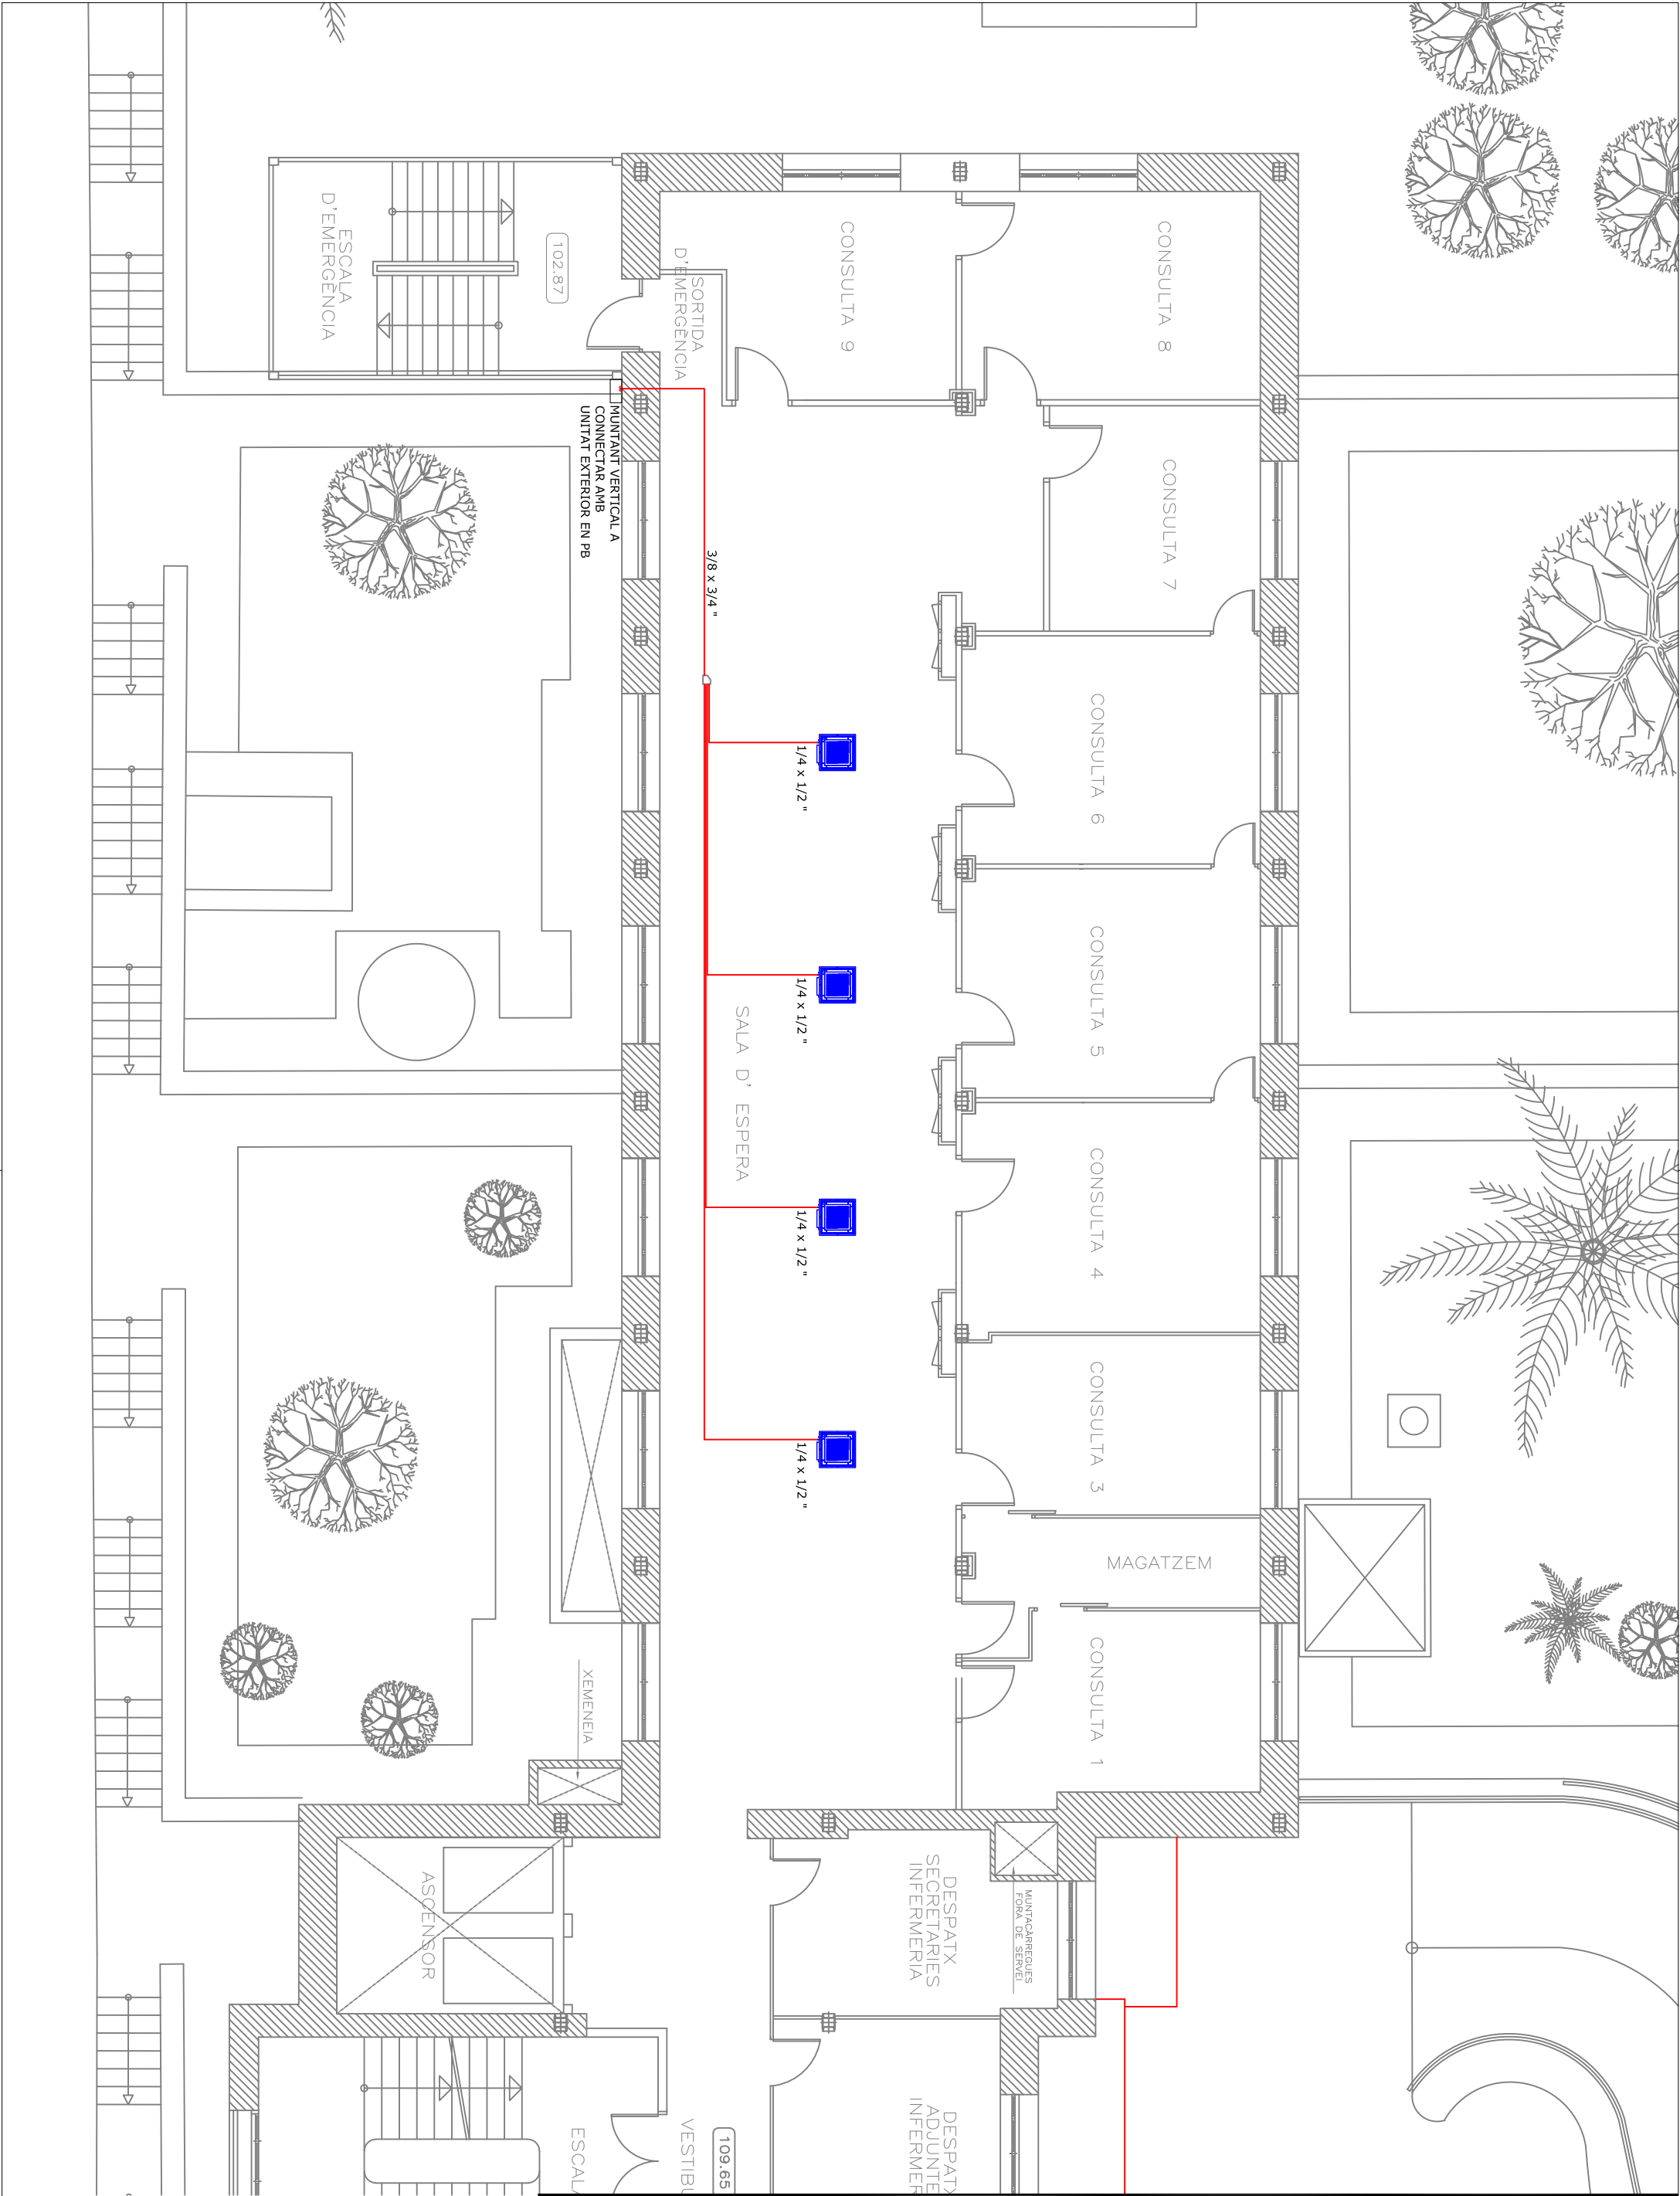 ESCALA
D'EMERGÈNCIA
102.87
SORTIDA
D'EMERGÈNCIA
CONSULTA 9
CONSULTA 8
CONSULTA 7
MUNTANT VERTICAL A
CONNECTAR AMB
UNITAT EXTERIOR EN PB
3/8 x 3/4 "
CONSULTA 6
1/4 x 1/2 "
CONSULTA 5
1/4 x 1/2 "
SALA D' ESPERA
CONSULTA 4
1/4 x 1/2 "
CONSULTA 3
1/4 x 1/2 "
MAGATZEM
CONSULTA 1
XEMENEIA
ASCENSOR
DESPATX
SECRETARIES
INFERMERIA
MUNTACÀRREGUES
FORA DE SERVEI
ESCALA
VESTIBU
109.65
DESPATX
ADJUNTE
INFERMER